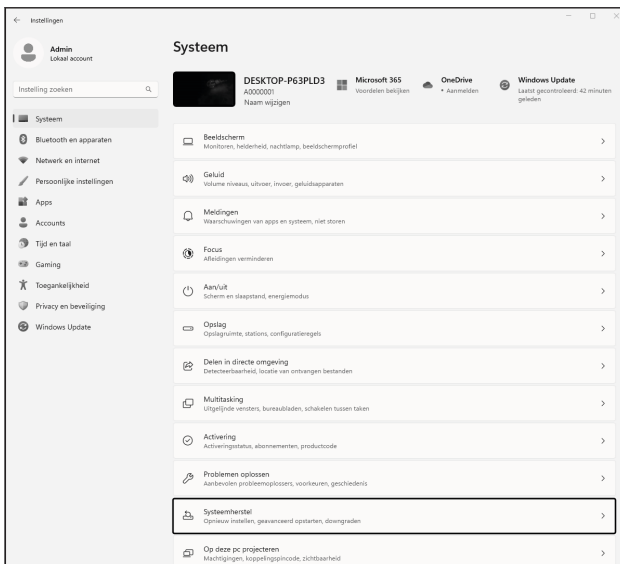 Instellingen
Admin
Lokaal account
Instelling zoeken
Systeem
Bluetooth en apparaten
Netwerk en internet
Persoonlijke instellingen
Apps
Accounts
Tijd en taal
Gaming
Toegankelijkheid
Privacy en beveiliging
Windows Update
Systeem
DESKTOP-P63PLD3
A0000001
Naam wijzigen
Microsoft 365
Voordelen bekijken
OneDrive
• Aanmelden
Windows Update
Laatst gecontroleerd: 42 minuten
geleden
Beeldscherm
Monitoren, helderheid, nachtlamp, beeldschermprofiel
Geluid
Volume niveaus, uitvoer, invoer, geluidsapparaten
Meldingen
Waarschuwingen van apps en systeem, niet storen
Focus
Afleidingen verminderen
Aan/uit
Scherm en slaapstand, energiemodus
Opslag
Opslagruimte, stations, configuratieregels
Delen in directe omgeving
Detecteerbaarheid, locatie van ontvangen bestanden
Multitasking
Uitgelijnde vensters, bureaubladen, schakelen tussen taken
Activering
Activeringsstatus, abonnementen, productcode
Problemen oplossen
Aanbevolen probleemoplossers, voorkeuren, geschiedenis
Systeemherstel
Opnieuw instellen, geavanceerd opstarten, downgraden
Op deze pc projecteren
Machtigingen, koppelingspincode, zichtbaarheid